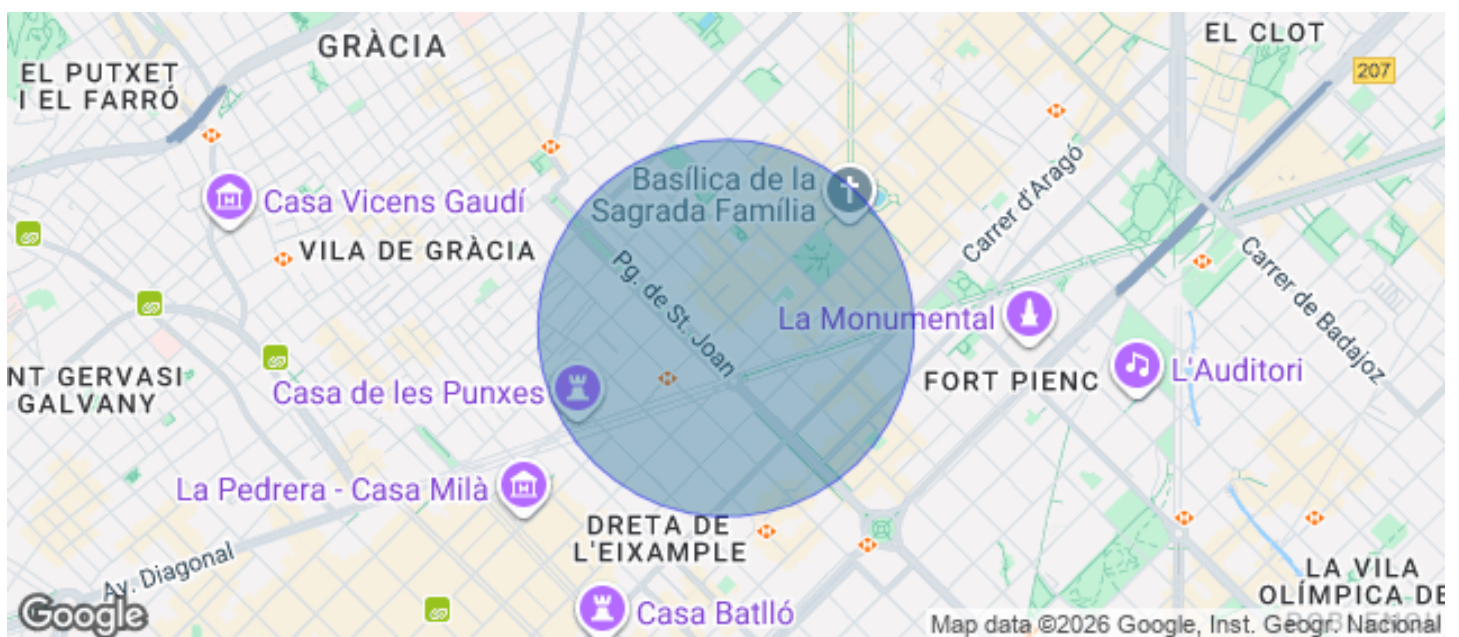 GRÀCIA
EL CLOT
EL PUTXET
I EL FARRÓ
207
Basílica de la
Sagrada Família
Casa Vicens Gaudí
Carrer d'Aragó
VILA DE GRÀCIA
Pg. de St. Joan
Carrer de Badajoz
La Monumental
NT GERVASI
GALVANY
Casa de les Punxes
FORT PIENC
L'Auditori
La Pedrera - Casa Milà
DRETA DE
L'EIXAMPLE
Av. Diagonal
LA VILA
OLÍMPICA DE
Casa Batlló
Google
Map data ©2026 Google, Inst. Geogr. Nacional